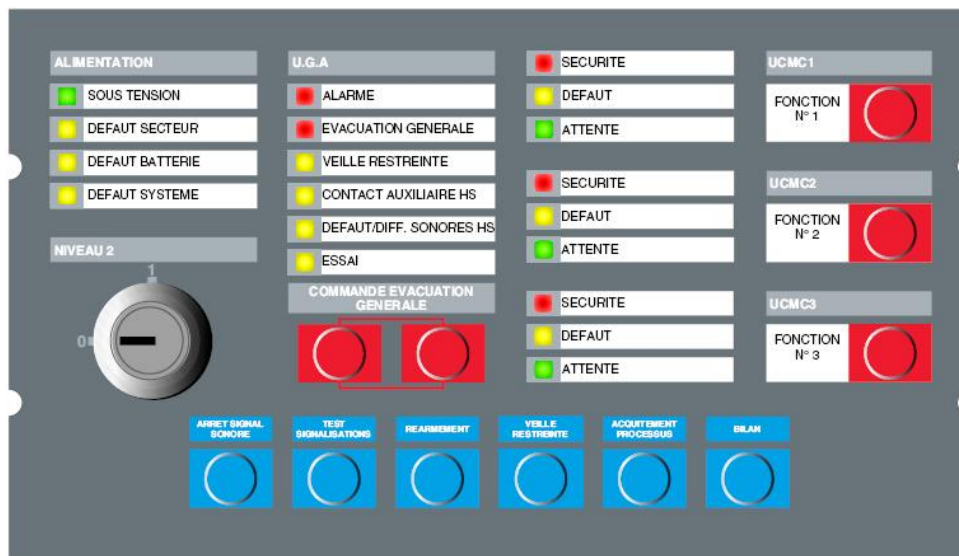 ALIMENTATION
SOUS TENSION
DEFAUT SECTEUR
DEFAUT BATTERIE
DEFAUT SYSTEME
NIVEAU 2
1
0
U.G.A
ALARME
EVACUATION GENERALE
VEILLE RESTREINTE
CONTACT AUXILIAIRE HS
DEFAUT/DIFF. SONORES HS
ESSAI
COMMANDE EVACUATION
GENERALE
SECURITE
DEFAUT
ATTENTE
UCMC1
FONCTION
N° 1
SECURITE
DEFAUT
ATTENTE
UCMC2
FONCTION
N° 2
SECURITE
DEFAUT
ATTENTE
UCMC3
FONCTION
N° 3
ARRET SIGNAL
SONORE
TEST
SIGNALISATIONS
REARMEMENT
VEILLE
RESTREINTE
ACQUITEMENT
PROCESSUS
BILAN